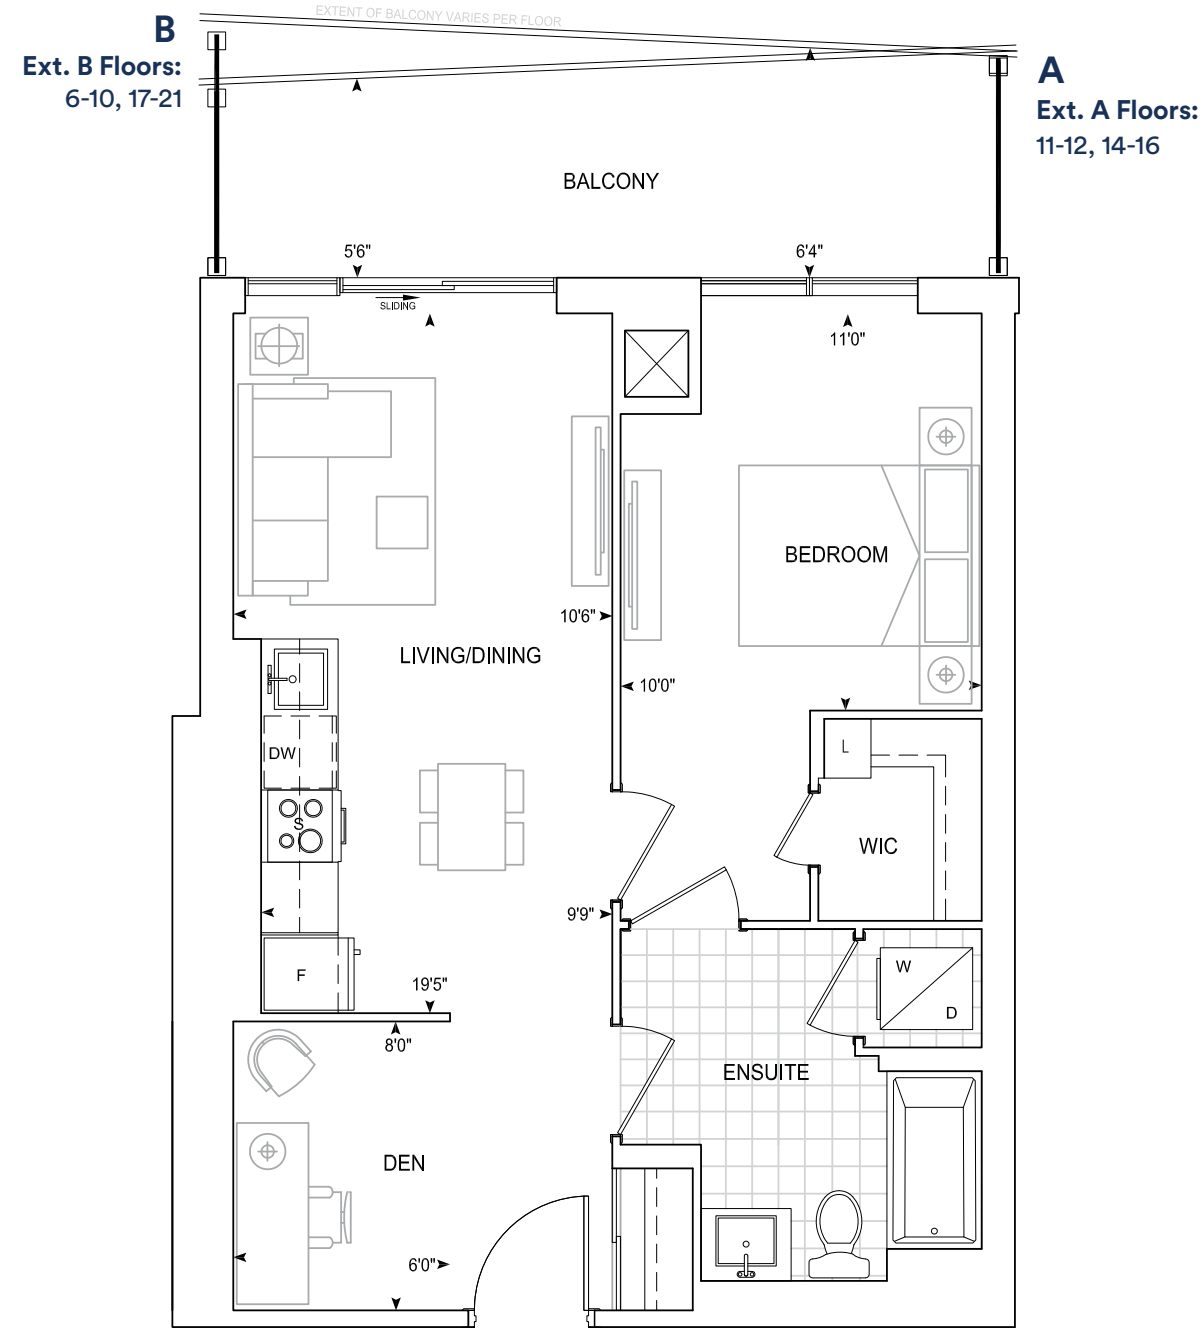 EXTENT OF BALCONY VARIES PER FLOOR
B
Ext. B Floors:
6-10, 17-21
A
Ext. A Floors:
11-12, 14-16
BALCONY
5'6"
6'4"
SLIDING
11'0"
BEDROOM
10'6"
LIVING/DINING
10'0"
L
DW
S
WIC
9'9"
F
W
19'5"
D
8'0"
ENSUITE
DEN
6'0"